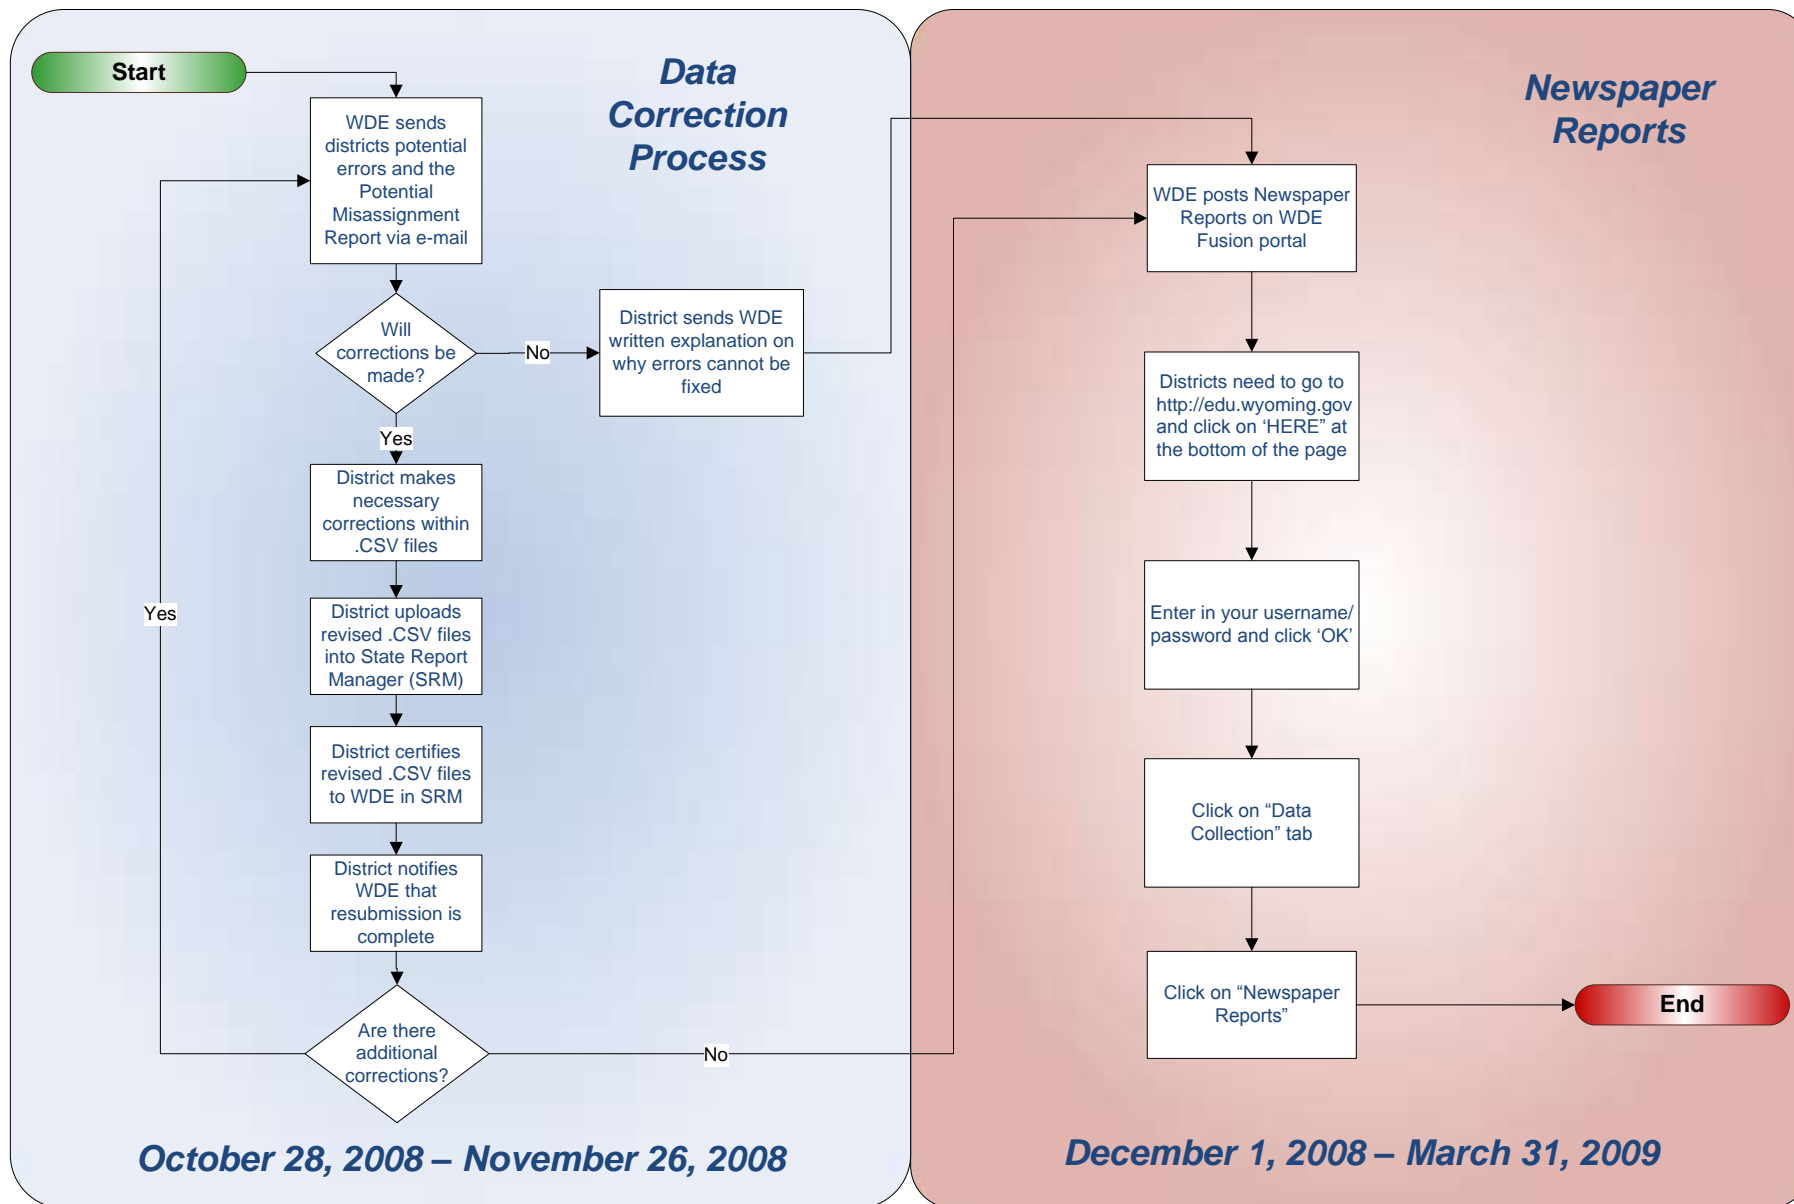 Start
Data
Correction
Process
WDE sends
districts potential
errors and the
Potential
Misassignment
Report via e-mail
Will
corrections be
made?
No
District sends WDE
written explanation on
why errors cannot be
fixed
Yes
District makes
necessary
corrections within
.CSV files
District uploads
revised .CSV files
into State Report
Manager (SRM)
District certifies
revised .CSV files
to WDE in SRM
District notifies
WDE that
resubmission is
complete
Are there
additional
corrections?
Yes
No
October 28, 2008 – November 26, 2008
Newspaper
Reports
WDE posts Newspaper
Reports on WDE
Fusion portal
Districts need to go to
http://edu.wyoming.gov
and click on ‘HERE” at
the bottom of the page
Enter in your username/
password and click ‘OK’
Click on “Data
Collection” tab
Click on “Newspaper
Reports”
End
December 1, 2008 – March 31, 2009